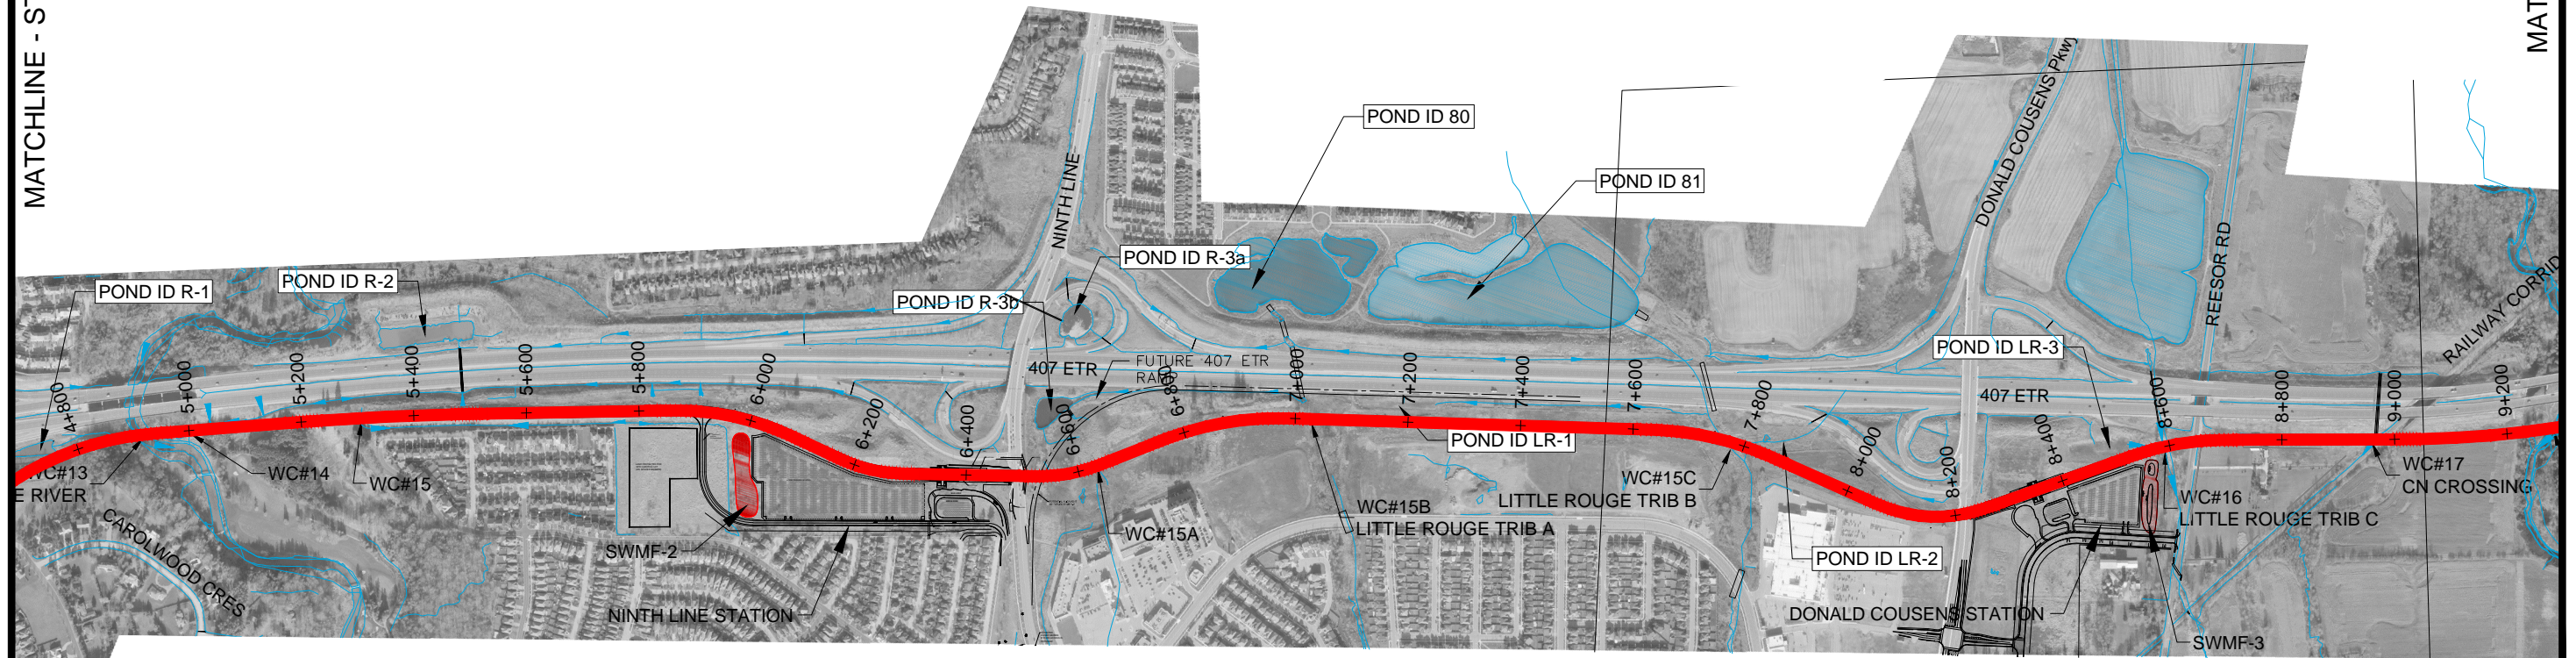 MATCHLINE - ST
MAT
POND ID 80
POND ID 81
DONALD COUSENS Pkwy
NINTH LINE
REESOR RD
POND ID R-1
POND ID R-2
POND ID R-3a
POND ID R-3b
POND ID LR-3
RAILWAY CORRID
FUTURE 407 ETR
RAMP
407 ETR
407 ETR
4+800
5+000
5+200
5+400
5+600
5+800
6+000
6+200
6+400
6+600
6+800
7+000
7+200
7+400
7+600
7+800
8+000
8+200
8+400
8+600
8+800
9+000
9+200
POND ID LR-1
WC#13
E RIVER
WC#14
WC#15
WC#15A
WC#15B
LITTLE ROUGE TRIB A
WC#15C
LITTLE ROUGE TRIB B
WC#16
LITTLE ROUGE TRIB C
WC#17
CN CROSSING
CAROLWOOD CRES
SWMF-2
NINTH LINE STATION
POND ID LR-2
DONALD COUSENS STATION
SWMF-3